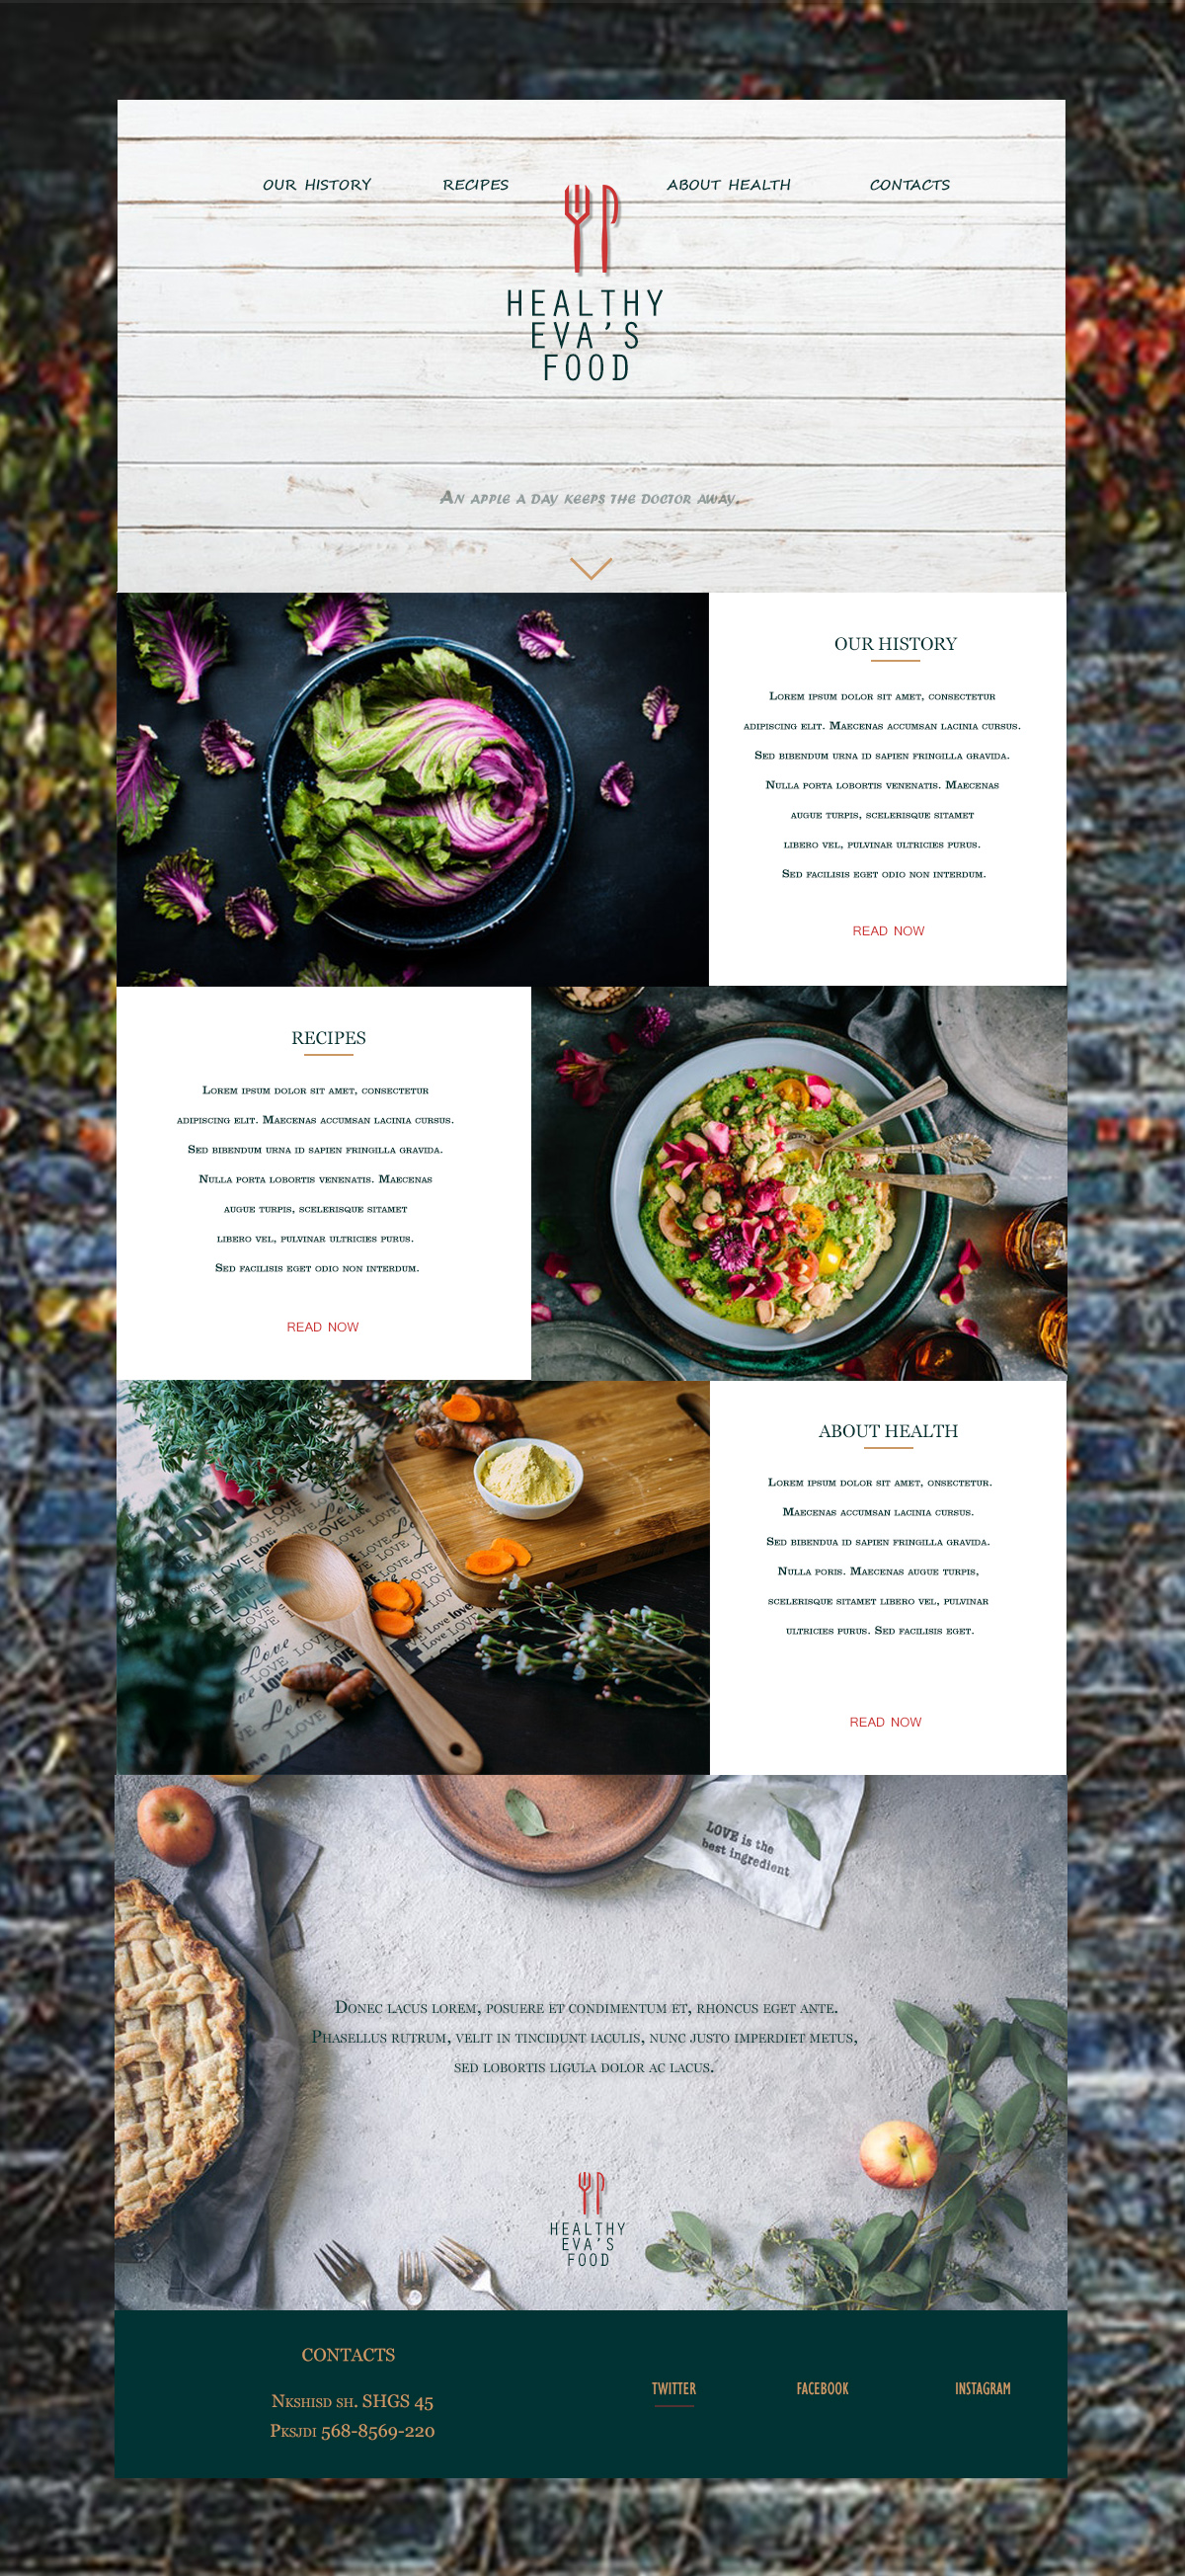 OUR HISTORY RECIPES ABOUT HEALTH CONTACTS
HEALTHY
EVA'S
FOOD
An apple a day keeps the doctor away.
OUR HISTORY
Lorem ipsum dolor sit amet, consectetur
adipiscing elit. Maecenas accumsan lacinia cursus.
Sed bibendum urna id sapien fringilla gravida.
Nulla porta lobortis venenatis. Maecenas
augue turpis, scelerisque sitamet
libero vel, pulvinar ultricies purus.
Sed facilisis eget odio non interdum.
READ NOW
RECIPES
Lorem ipsum dolor sit amet, consectetur
adipiscing elit. Maecenas accumsan lacinia cursus.
Sed bibendum urna id sapien fringilla gravida.
Nulla porta lobortis venenatis. Maecenas
augue turpis, scelerisque sitamet
libero vel, pulvinar ultricies purus.
Sed facilisis eget odio non interdum.
READ NOW
ABOUT HEALTH
Lorem ipsum dolor sit amet, onsectetur.
Maecenas accumsan lacinia cursus.
Sed bibendua id sapien fringilla gravida.
Nulla poris. Maecenas augue turpis,
scelerisque sitamet libero vel, pulvinar
ultricies purus. Sed facilisis eget.
READ NOW
LOVE is the
best ingredient
Donec lacus lorem, posuere et condimentum et, rhoncus eget ante.
Phasellus rutrum, velit in tincidunt iaculis, nunc justo imperdiet metus,
sed lobortis ligula dolor ac lacus.
HEALTHY
EVA'S
FOOD
CONTACTS
Nkshisd sh. SHGS 45
Pksjdi 568-8569-220
TWITTER FACEBOOK INSTAGRAM